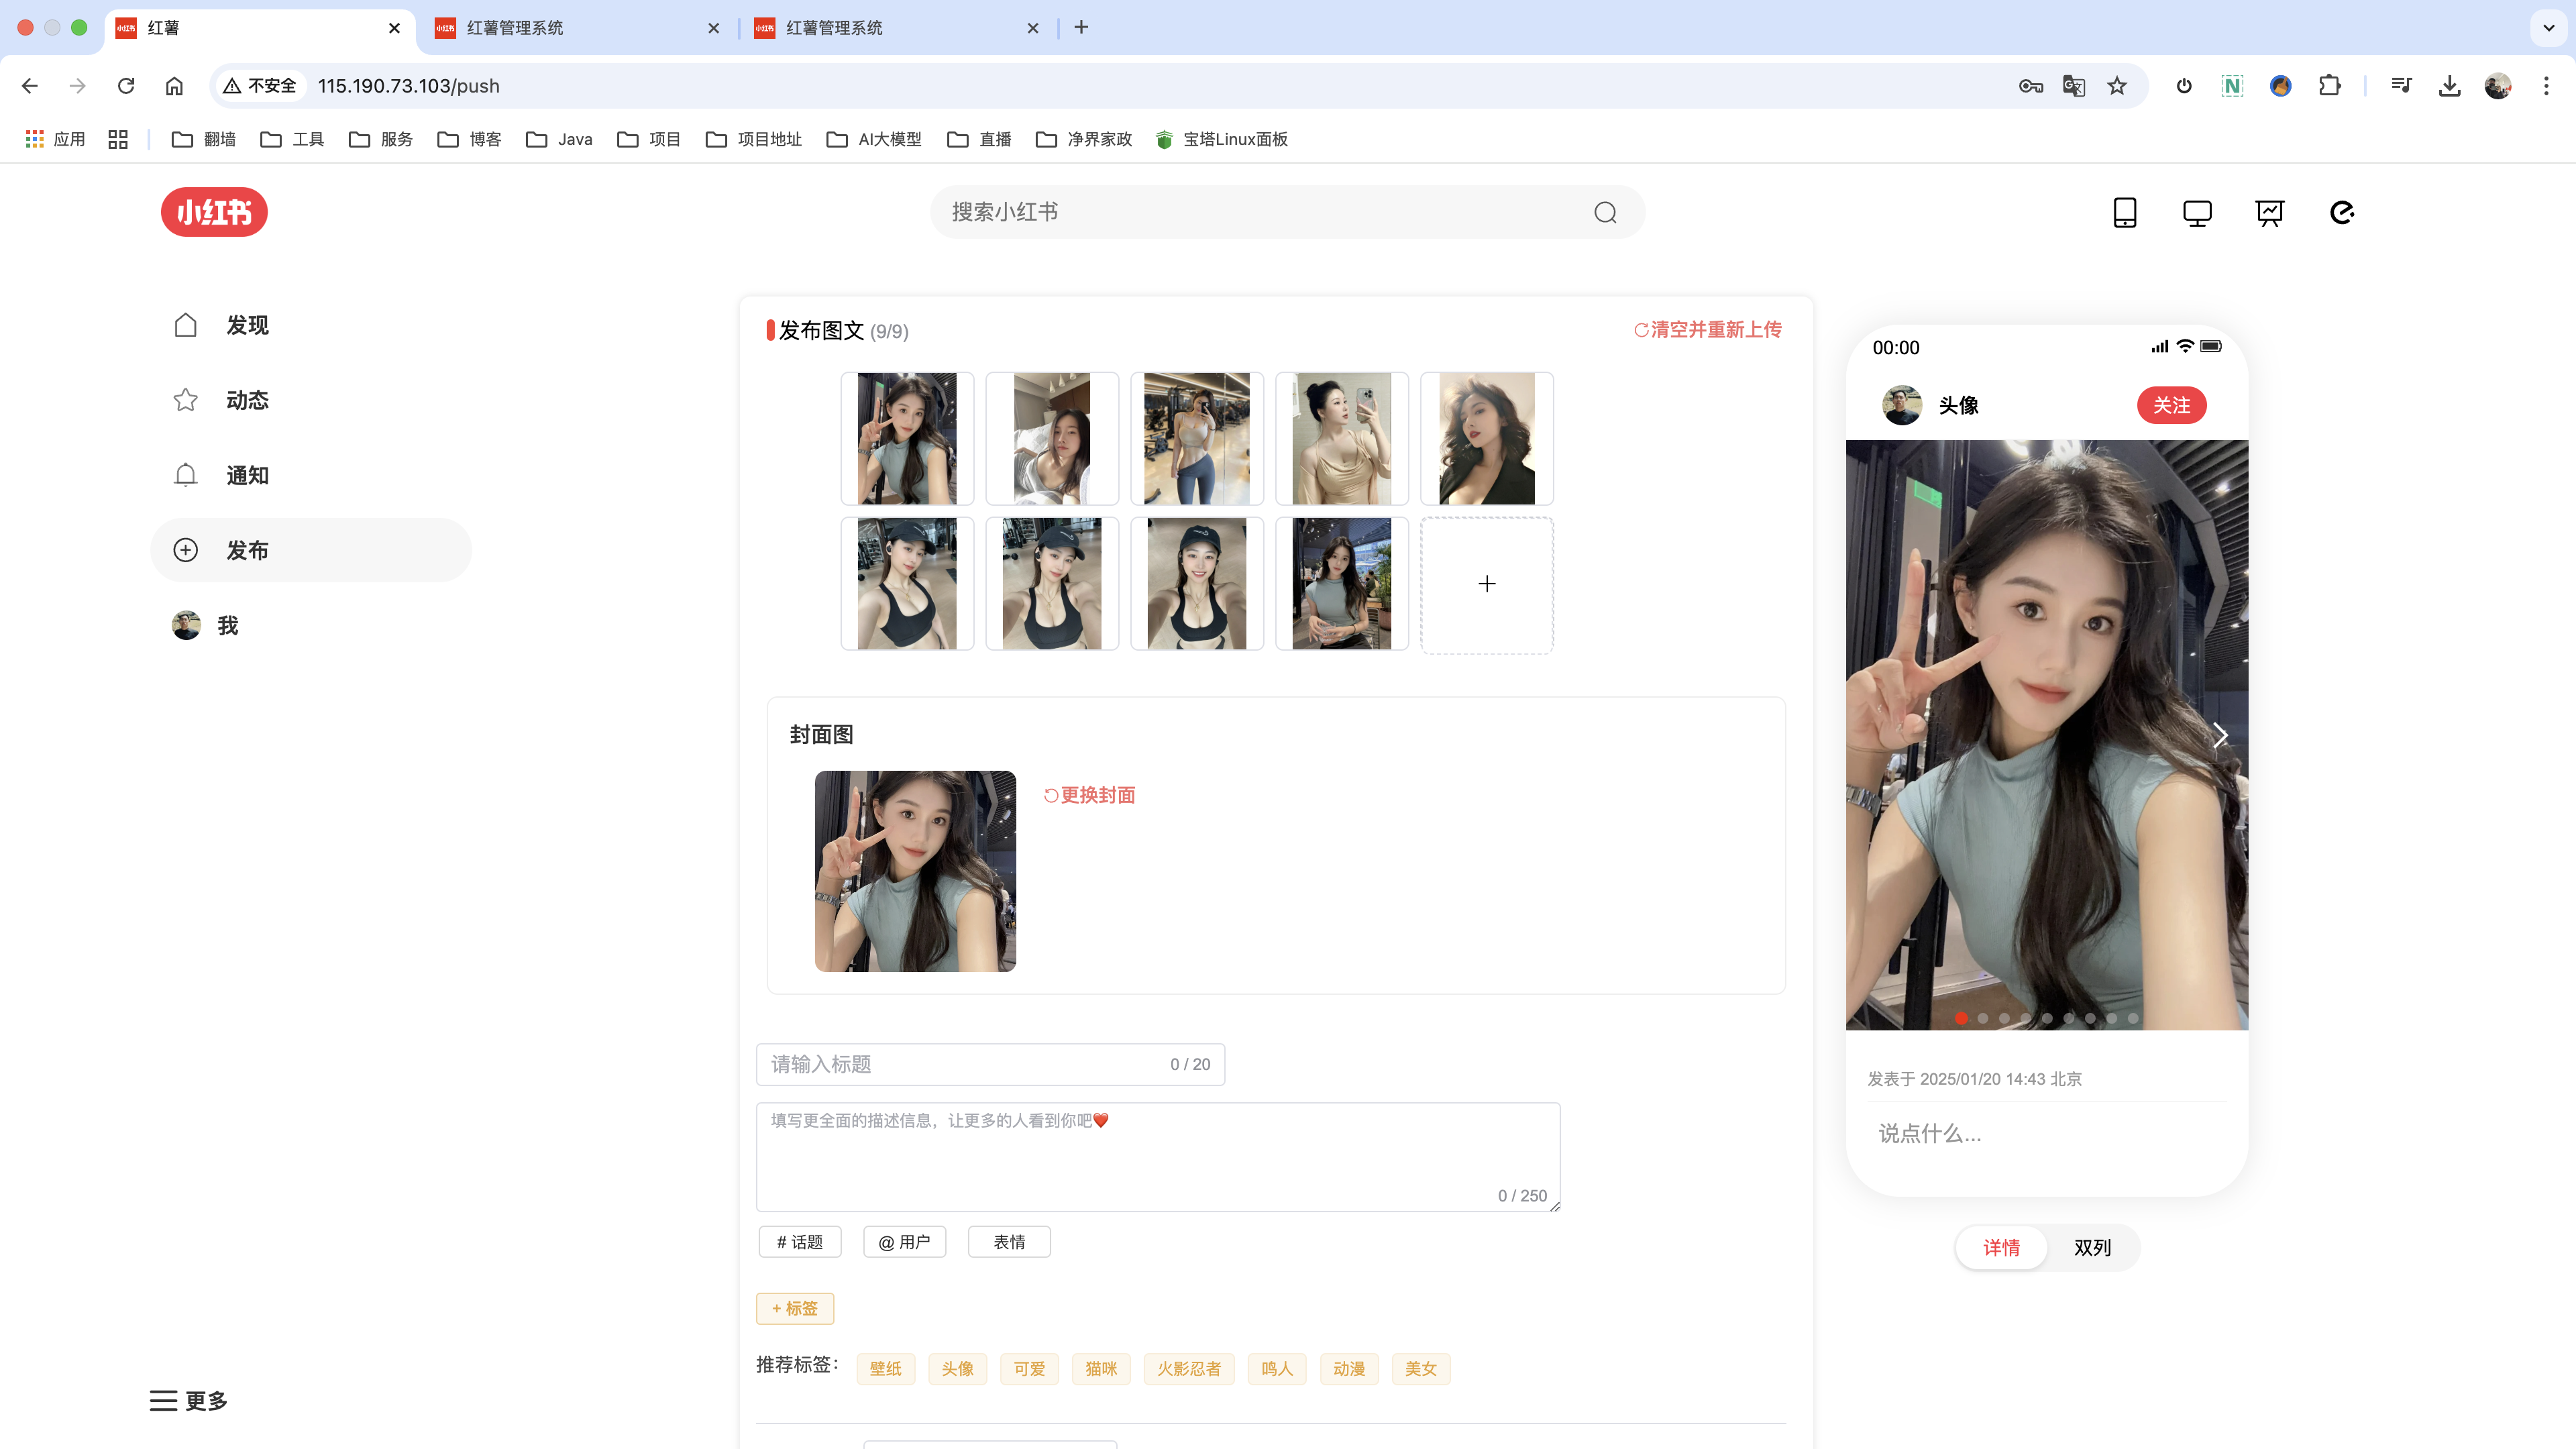 红薯
红薯管理系统
红薯管理系统
不安全
115.190.73.103/push
应用
翻墙
工具
服务
博客
Java
项目
项目地址
AI大模型
直播
净界家政
宝塔Linux面板
小红书
搜索小红书
发现
动态
通知
发布
我
更多
发布图文 (9/9)
清空并重新上传
封面图
更换封面
请输入标题
0 / 20
填写更全面的描述信息，让更多的人看到你吧❤️
0 / 250
# 话题
@ 用户
表情
+ 标签
推荐标签：
壁纸
头像
可爱
猫咪
火影忍者
鸣人
动漫
美女
00:00
头像
关注
发表于 2025/01/20 14:43 北京
说点什么...
详情
双列